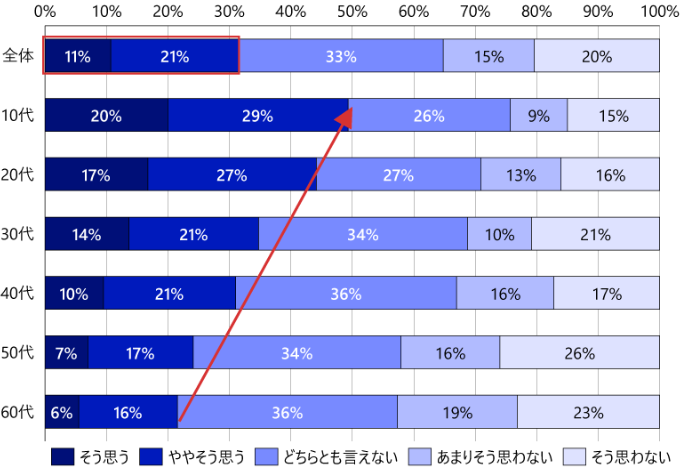 0% 10% 20% 30% 40% 50% 60% 70% 80% 90% 100%
全体 11% 21% 33% 15% 20%
10代 20% 29% 26% 9% 15%
20代 17% 27% 27% 13% 16%
30代 14% 21% 34% 10% 21%
40代 10% 21% 36% 16% 17%
50代 7% 17% 34% 16% 26%
60代 6% 16% 36% 19% 23%
そう思う ややそう思う どちらとも言えない あまりそう思わない そう思わない